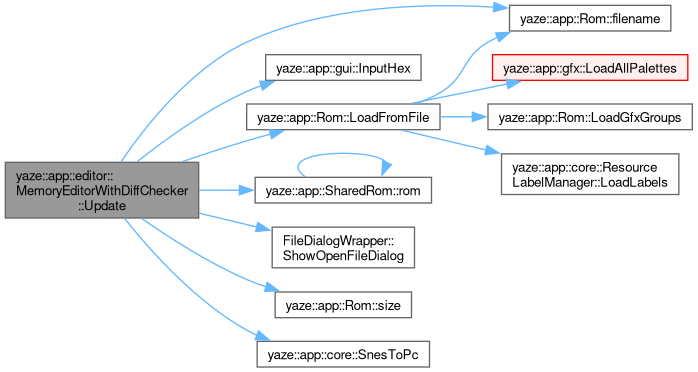 yaze::app::Rom::filename
yaze::app::gui::InputHex
yaze::app::gfx::LoadAllPalettes
yaze::app::Rom::LoadFromFile
yaze::app::Rom::LoadGfxGroups
yaze::app::editor::
MemoryEditorWithDiffChecker
::Update
yaze::app::SharedRom::rom
yaze::app::core::Resource
LabelManager::LoadLabels
FileDialogWrapper::
ShowOpenFileDialog
yaze::app::Rom::size
yaze::app::core::SnesToPc